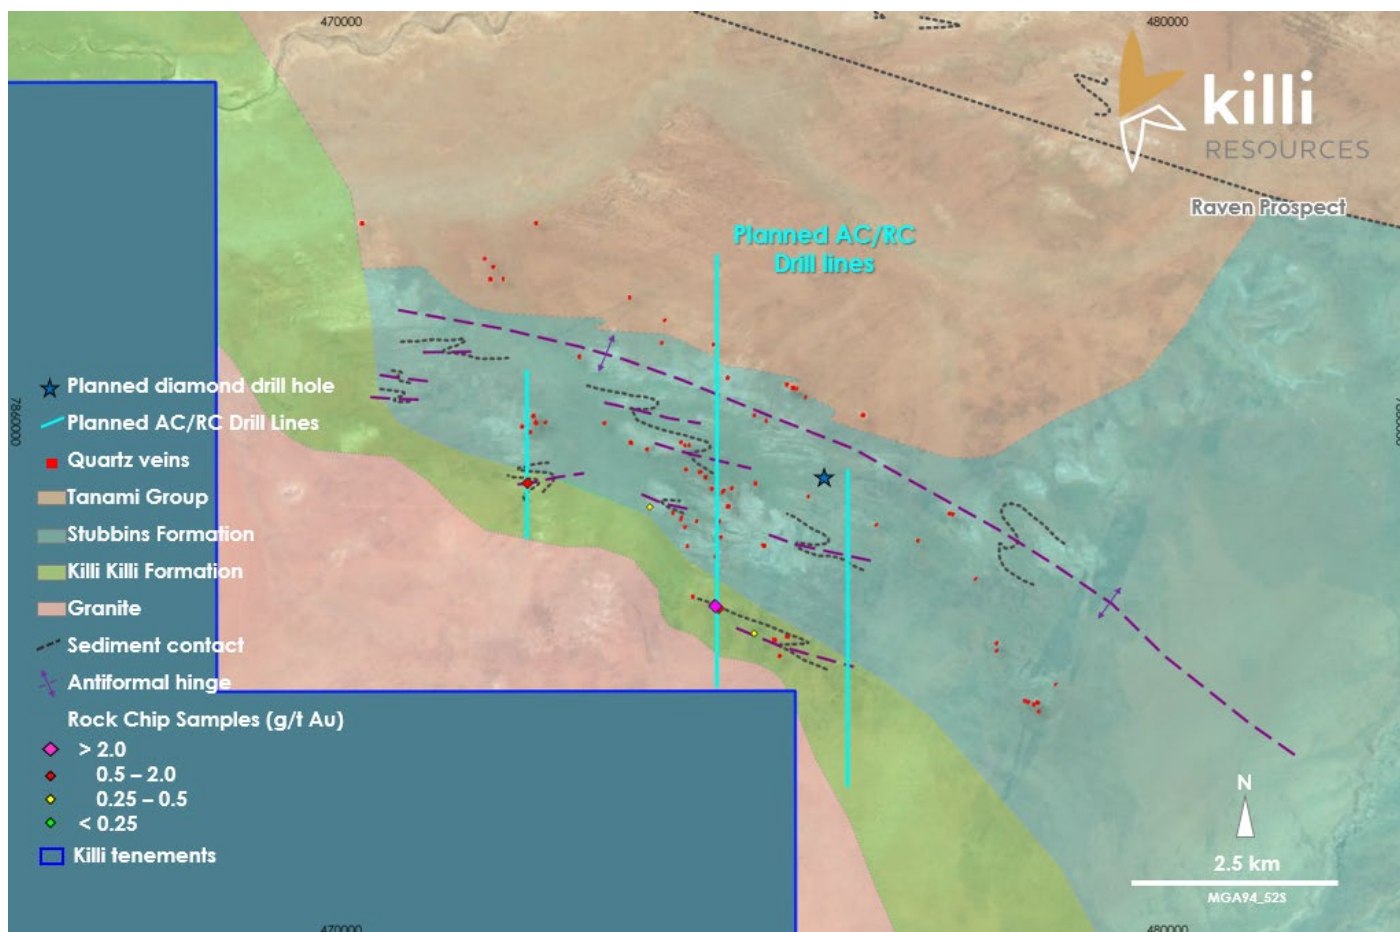 470000
480000
killi
RESOURCES
Raven Prospect
Planned AC/RC
Drill lines
7860000
Planned diamond drill hole
Planned AC/RC Drill Lines
Quartz veins
Tanami Group
Stubbins Formation
Killi Killi Formation
Granite
Sediment contact
Antiformal hinge
Rock Chip Samples (g/t Au)
> 2.0
0.5 – 2.0
0.25 – 0.5
< 0.25
Killi tenements
N
2.5 km
MGA94_52S
470000
480000